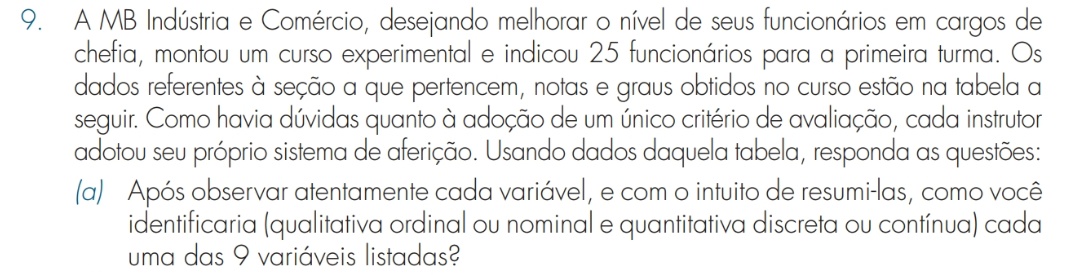 9. A MB Indústria e Comércio, desejando melhorar o nível de seus funcionários em cargos de
chefia, montou um curso experimental e indicou 25 funcionários para a primeira turma. Os
dados referentes à seção a que pertencem, notas e graus obtidos no curso estão na tabela a
seguir. Como havia dúvidas quanto à adoção de um único critério de avaliação, cada instrutor
adotou seu próprio sistema de aferição. Usando dados daquela tabela, responda as questões:
(a) Após observar atentamente cada variável, e com o intuito de resumi-las, como você
identificaria (qualitativa ordinal ou nominal e quantitativa discreta ou contínua) cada
uma das 9 variáveis listadas?